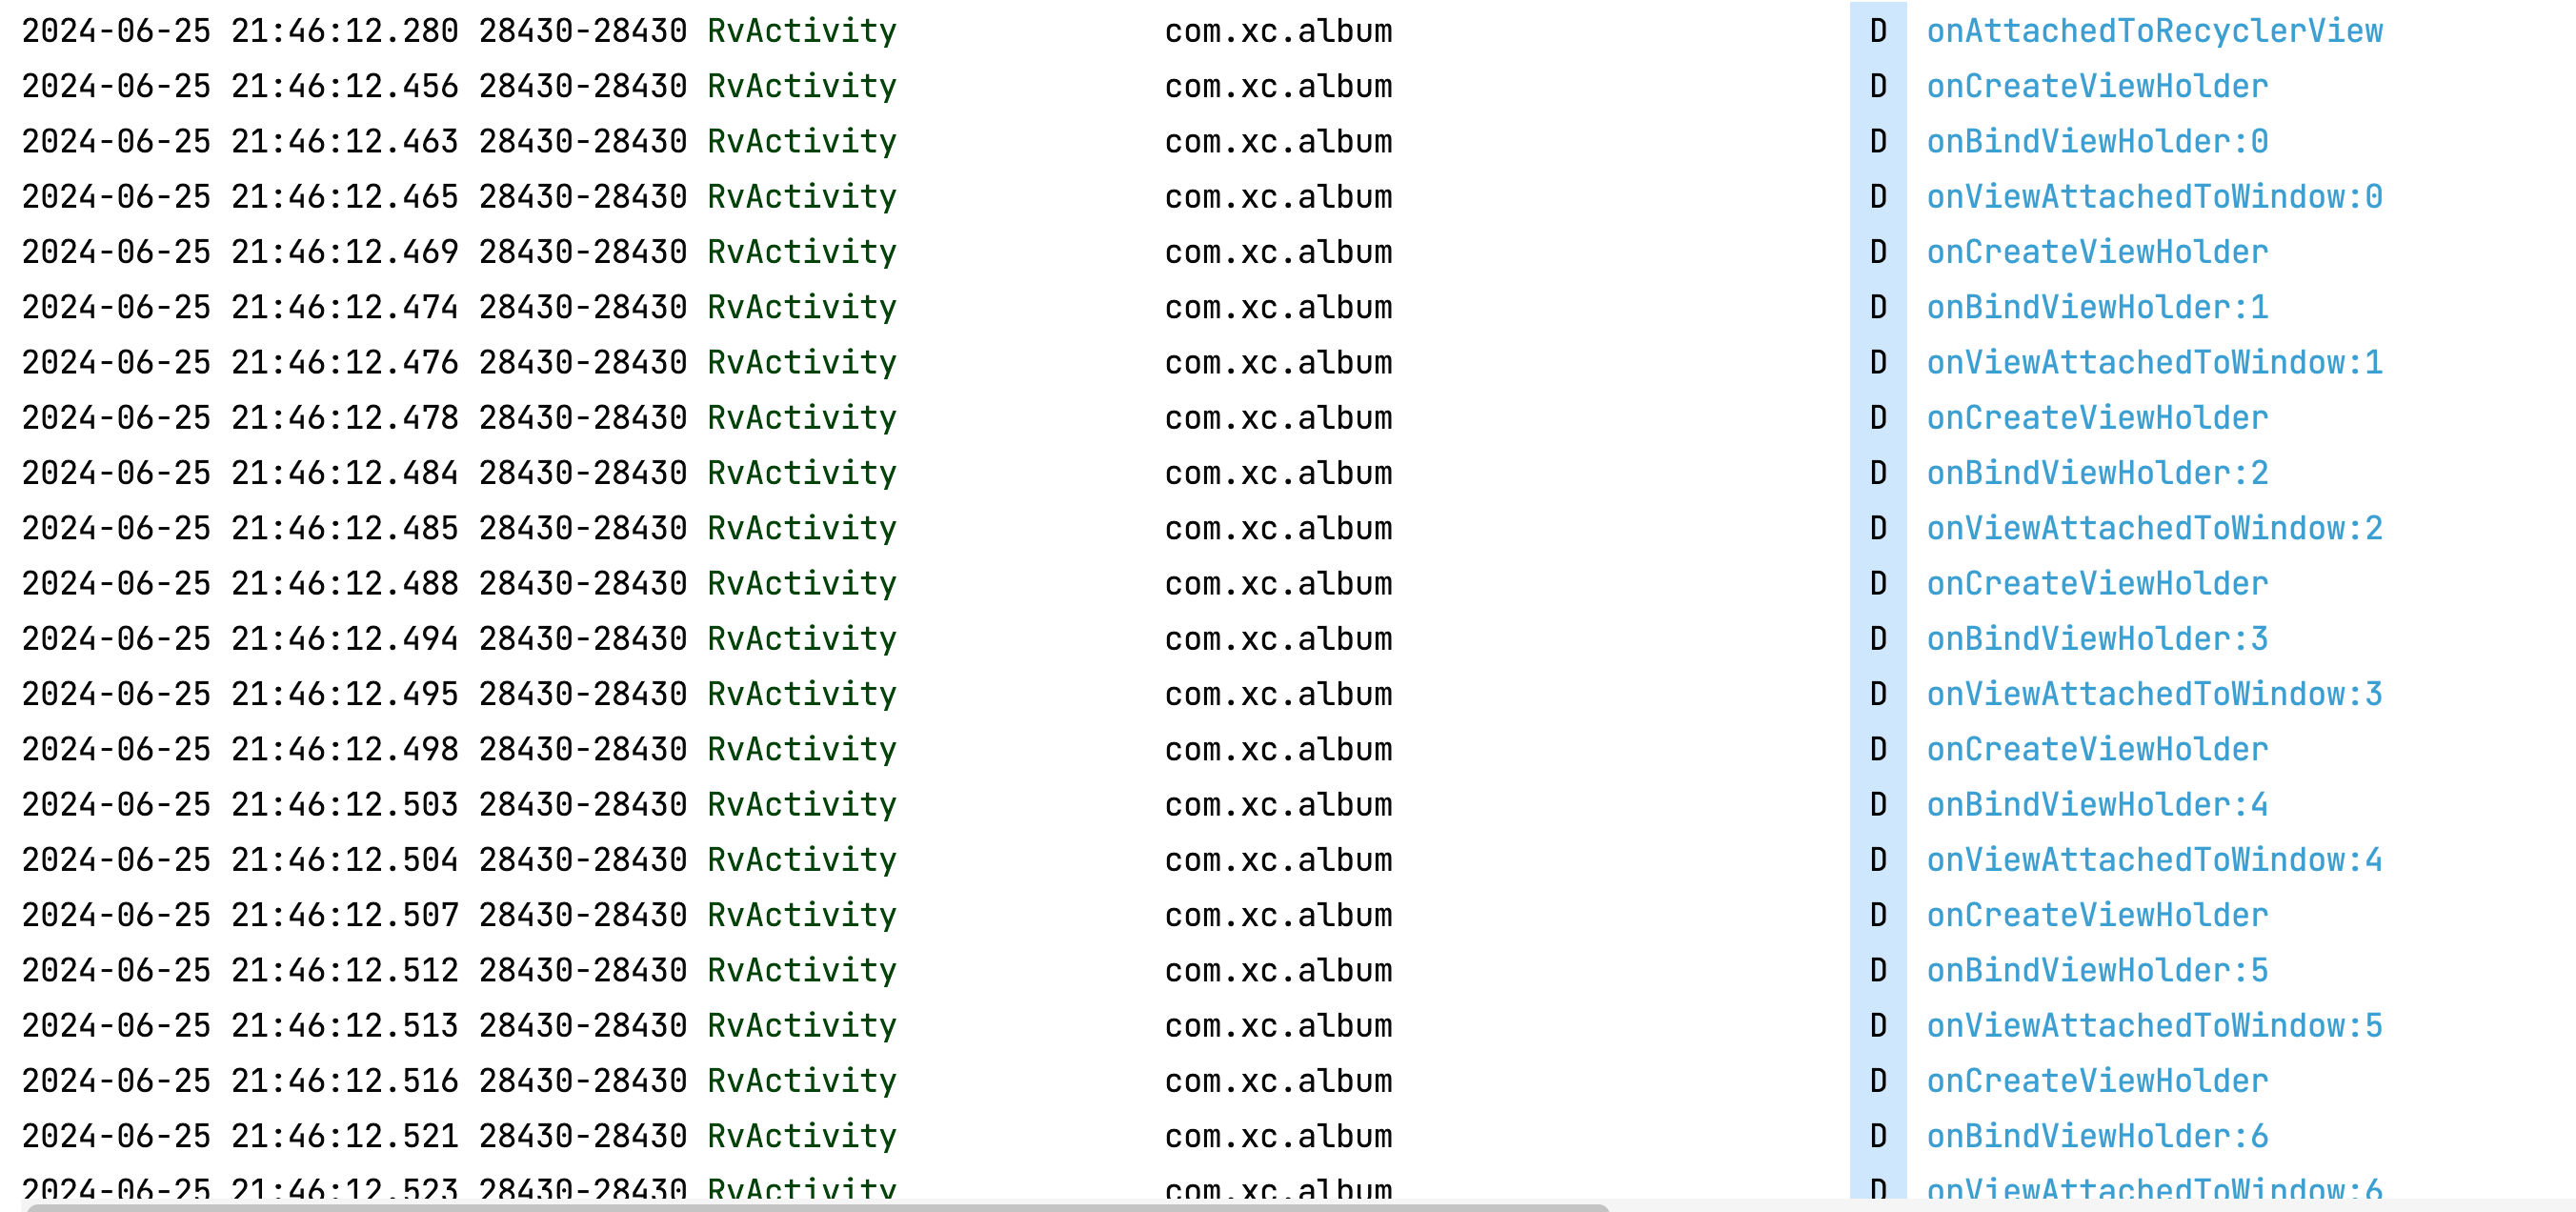 2024-06-25 21:46:12.280 28430-28430 RvActivity com.xc.album D onAttachedToRecyclerView
2024-06-25 21:46:12.456 28430-28430 RvActivity com.xc.album D onCreateViewHolder
2024-06-25 21:46:12.463 28430-28430 RvActivity com.xc.album D onBindViewHolder:0
2024-06-25 21:46:12.465 28430-28430 RvActivity com.xc.album D onViewAttachedToWindow:0
2024-06-25 21:46:12.469 28430-28430 RvActivity com.xc.album D onCreateViewHolder
2024-06-25 21:46:12.474 28430-28430 RvActivity com.xc.album D onBindViewHolder:1
2024-06-25 21:46:12.476 28430-28430 RvActivity com.xc.album D onViewAttachedToWindow:1
2024-06-25 21:46:12.478 28430-28430 RvActivity com.xc.album D onCreateViewHolder
2024-06-25 21:46:12.484 28430-28430 RvActivity com.xc.album D onBindViewHolder:2
2024-06-25 21:46:12.485 28430-28430 RvActivity com.xc.album D onViewAttachedToWindow:2
2024-06-25 21:46:12.488 28430-28430 RvActivity com.xc.album D onCreateViewHolder
2024-06-25 21:46:12.494 28430-28430 RvActivity com.xc.album D onBindViewHolder:3
2024-06-25 21:46:12.495 28430-28430 RvActivity com.xc.album D onViewAttachedToWindow:3
2024-06-25 21:46:12.498 28430-28430 RvActivity com.xc.album D onCreateViewHolder
2024-06-25 21:46:12.503 28430-28430 RvActivity com.xc.album D onBindViewHolder:4
2024-06-25 21:46:12.504 28430-28430 RvActivity com.xc.album D onViewAttachedToWindow:4
2024-06-25 21:46:12.507 28430-28430 RvActivity com.xc.album D onCreateViewHolder
2024-06-25 21:46:12.512 28430-28430 RvActivity com.xc.album D onBindViewHolder:5
2024-06-25 21:46:12.513 28430-28430 RvActivity com.xc.album D onViewAttachedToWindow:5
2024-06-25 21:46:12.516 28430-28430 RvActivity com.xc.album D onCreateViewHolder
2024-06-25 21:46:12.521 28430-28430 RvActivity com.xc.album D onBindViewHolder:6
2024-06-25 21:46:12.523 28430-28430 RvActivity com.xc.album D onViewAttachedToWindow:6